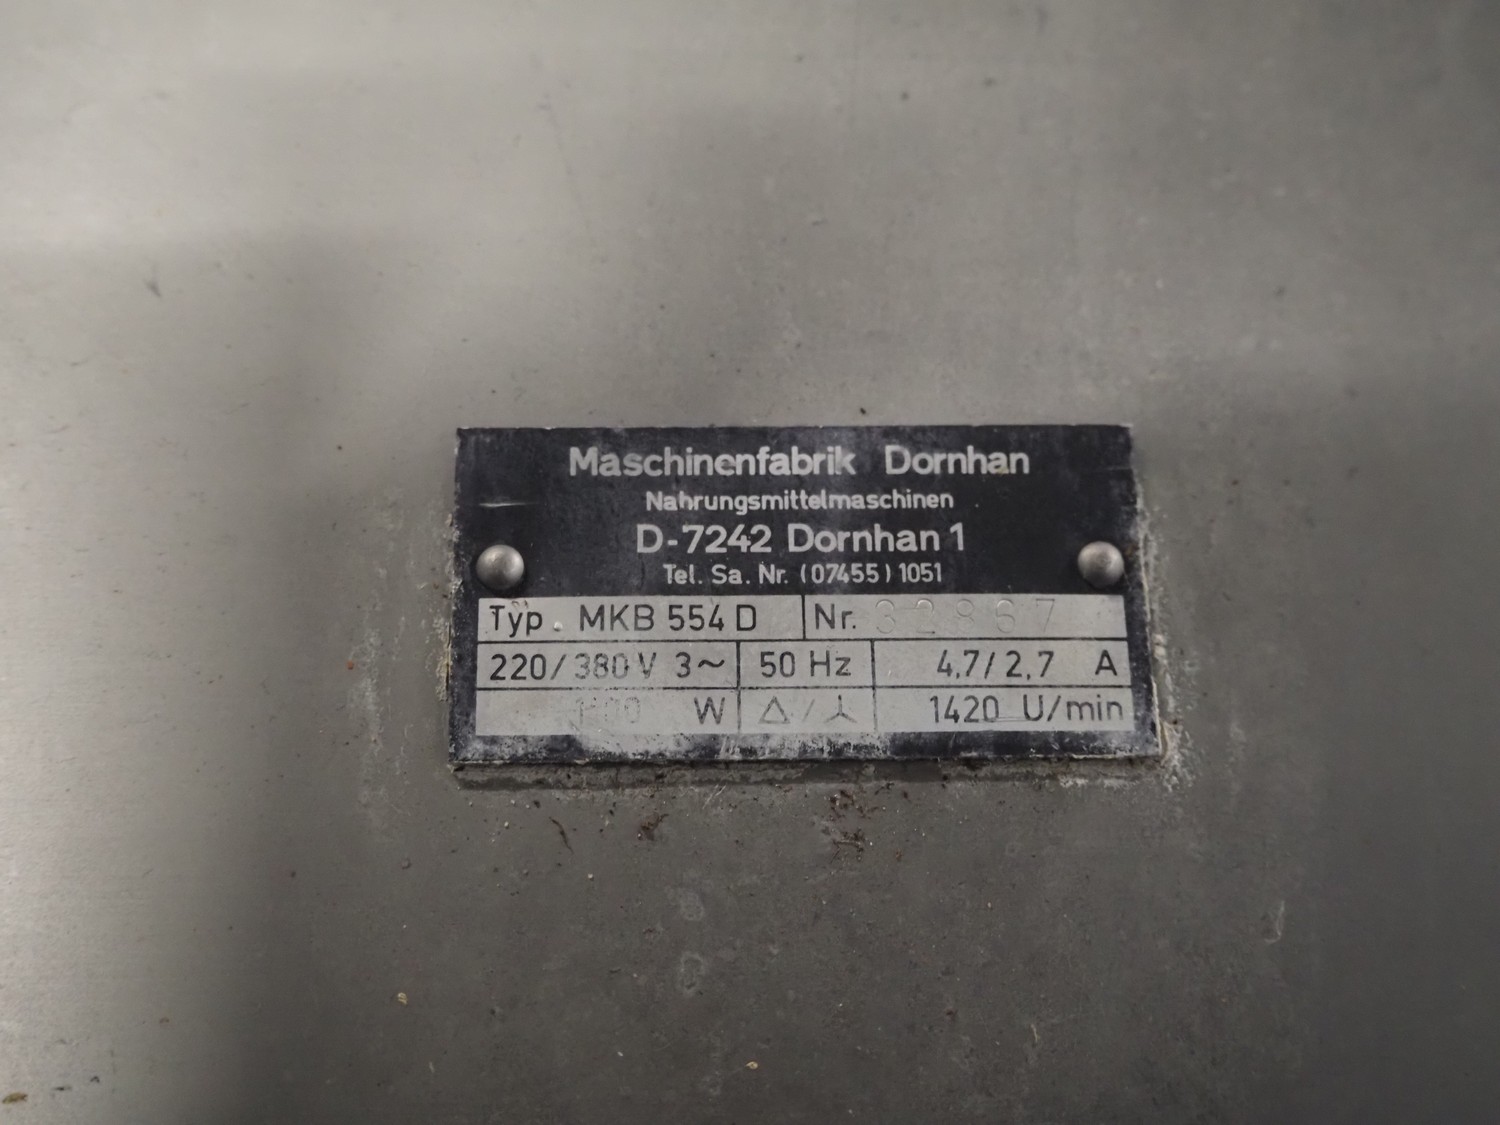 Maschinenfabrik Dornhan
Nahrungsmittelmaschinen
D-7242 Dornhan 1
Tel. Sa. Nr. (07455) 1051
Typ. MKB 554 D Nr. 32867
220/380 V 3~ 50 Hz 4,7/2,7 A
W △/⅄ 1420 U/min